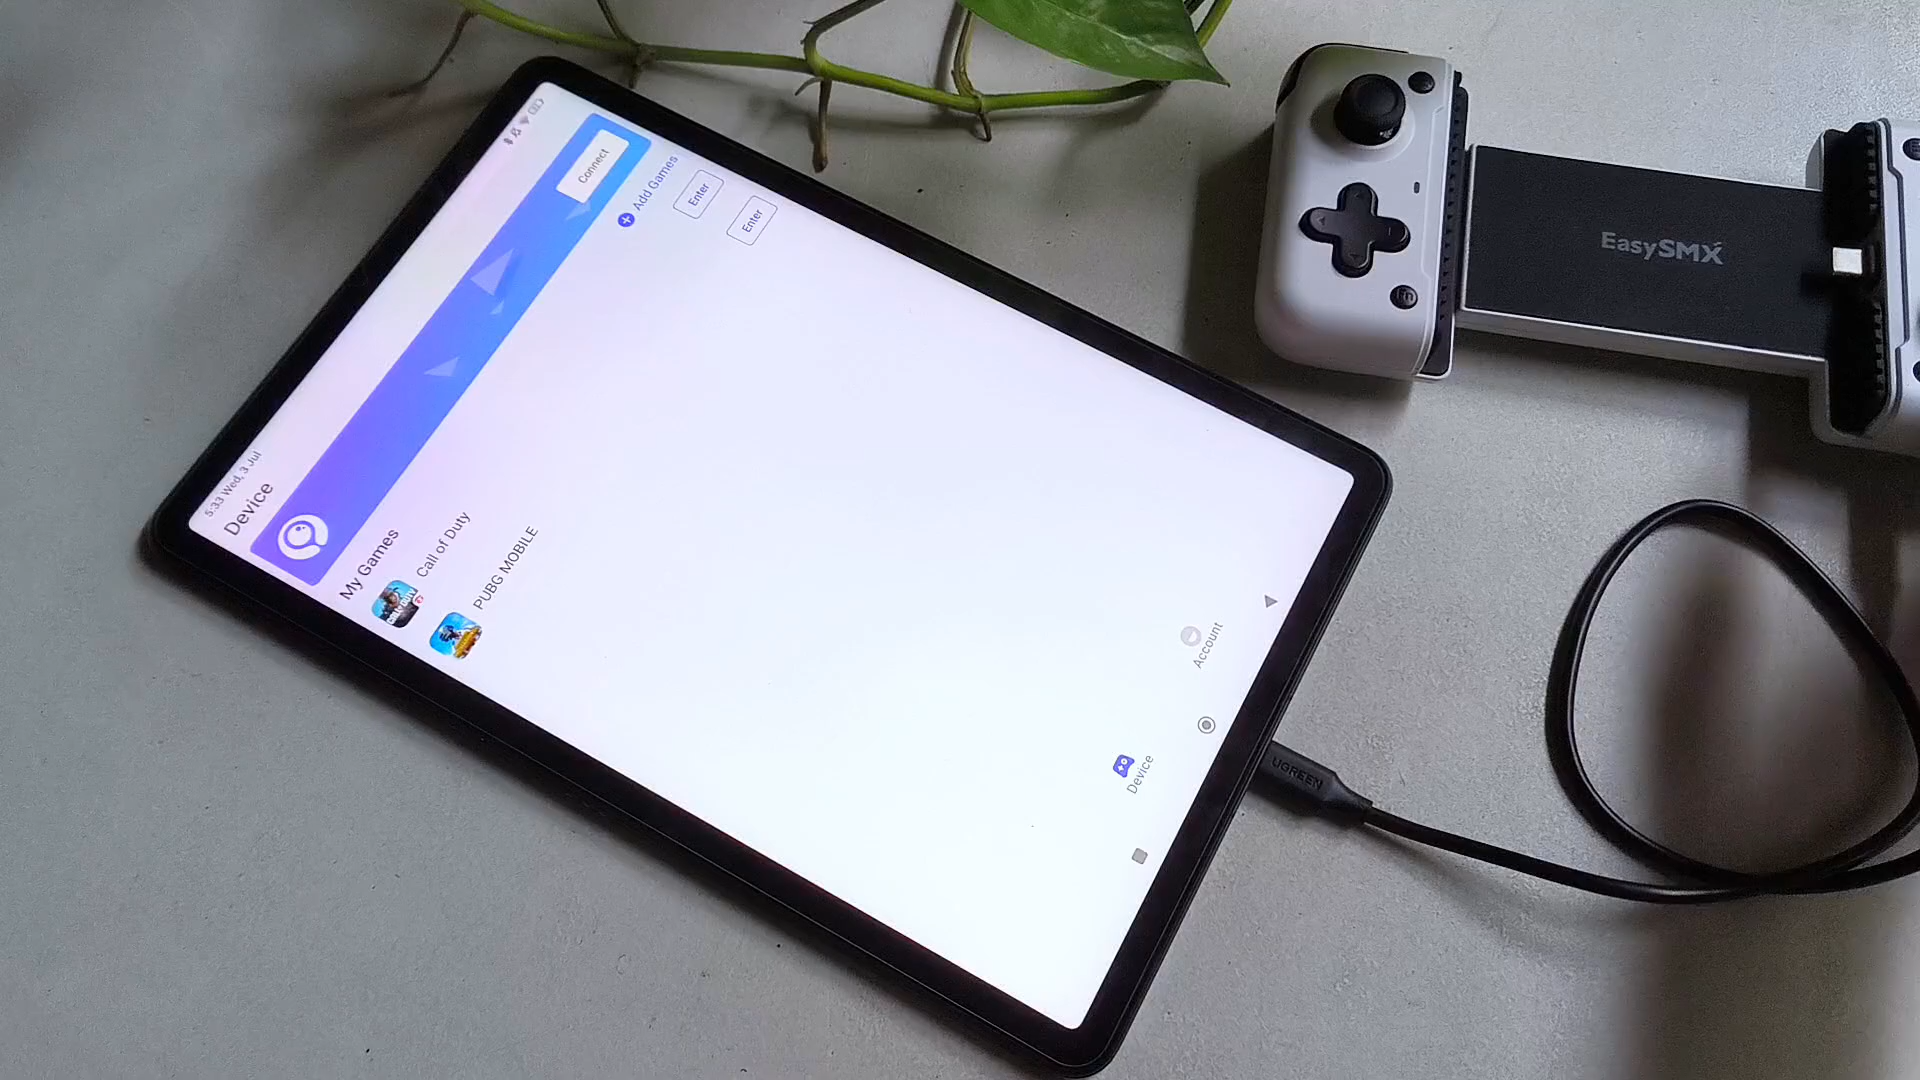 5:33 Wed, 3 Jul
Device
Connect
My Games
Add Games
Call of Duty
Enter
PUBG MOBILE
Enter
Device
Account
EasySMX
UGREEN